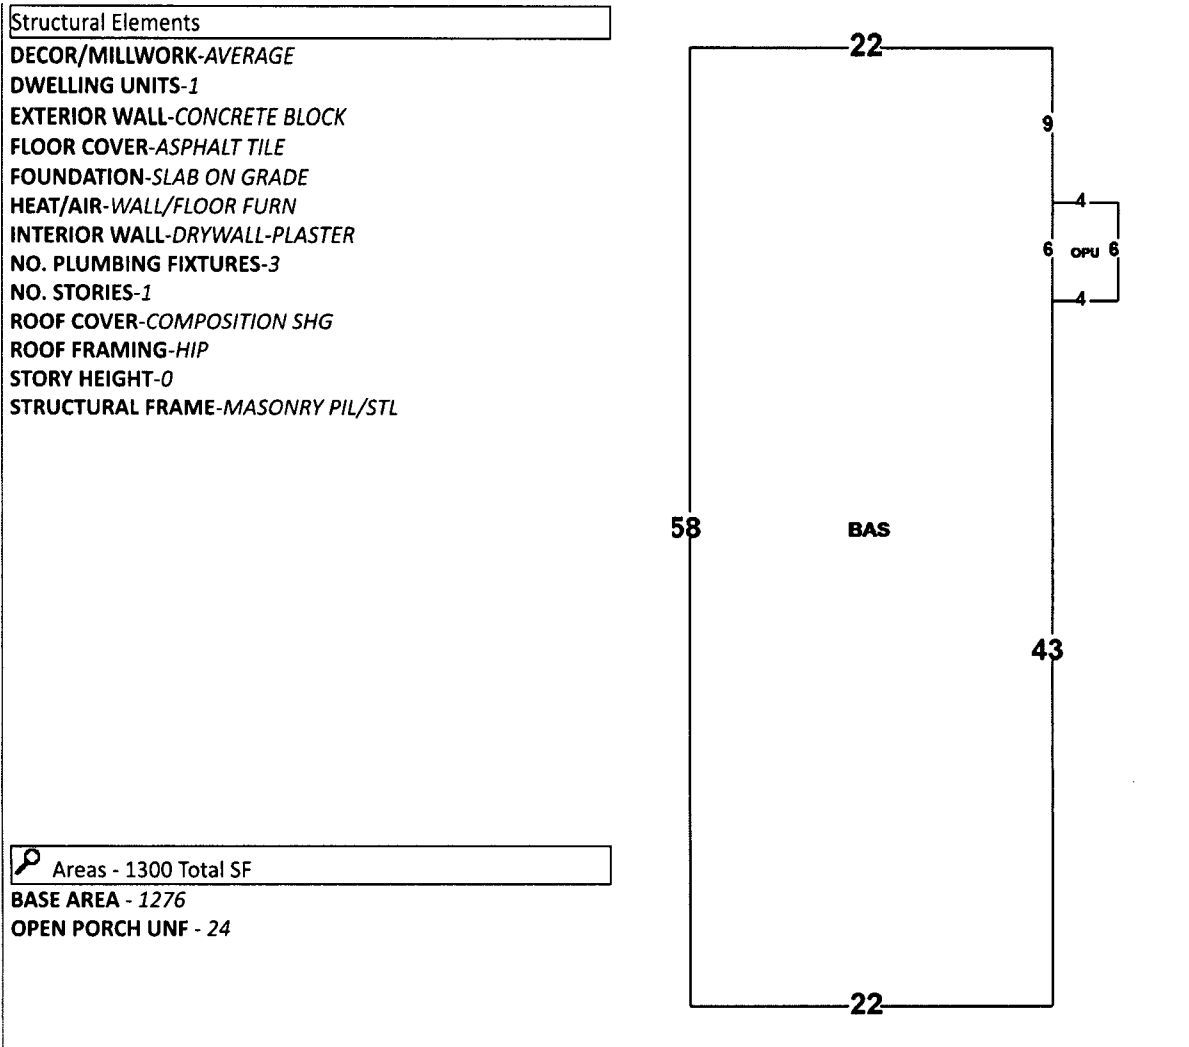 Structural Elements
DECOR/MILLWORK-AVERAGE
DWELLING UNITS-1
EXTERIOR WALL-CONCRETE BLOCK
FLOOR COVER-ASPHALT TILE
FOUNDATION-SLAB ON GRADE
HEAT/AIR-WALL/FLOOR FURN
INTERIOR WALL-DRYWALL-PLASTER
NO. PLUMBING FIXTURES-3
NO. STORIES-1
ROOF COVER-COMPOSITION SHG
ROOF FRAMING-HIP
STORY HEIGHT-0
STRUCTURAL FRAME-MASONRY PIL/STL
Areas - 1300 Total SF
BASE AREA - 1276
OPEN PORCH UNF - 24
22
9
4
6 OPU 6
4
58 BAS
43
22